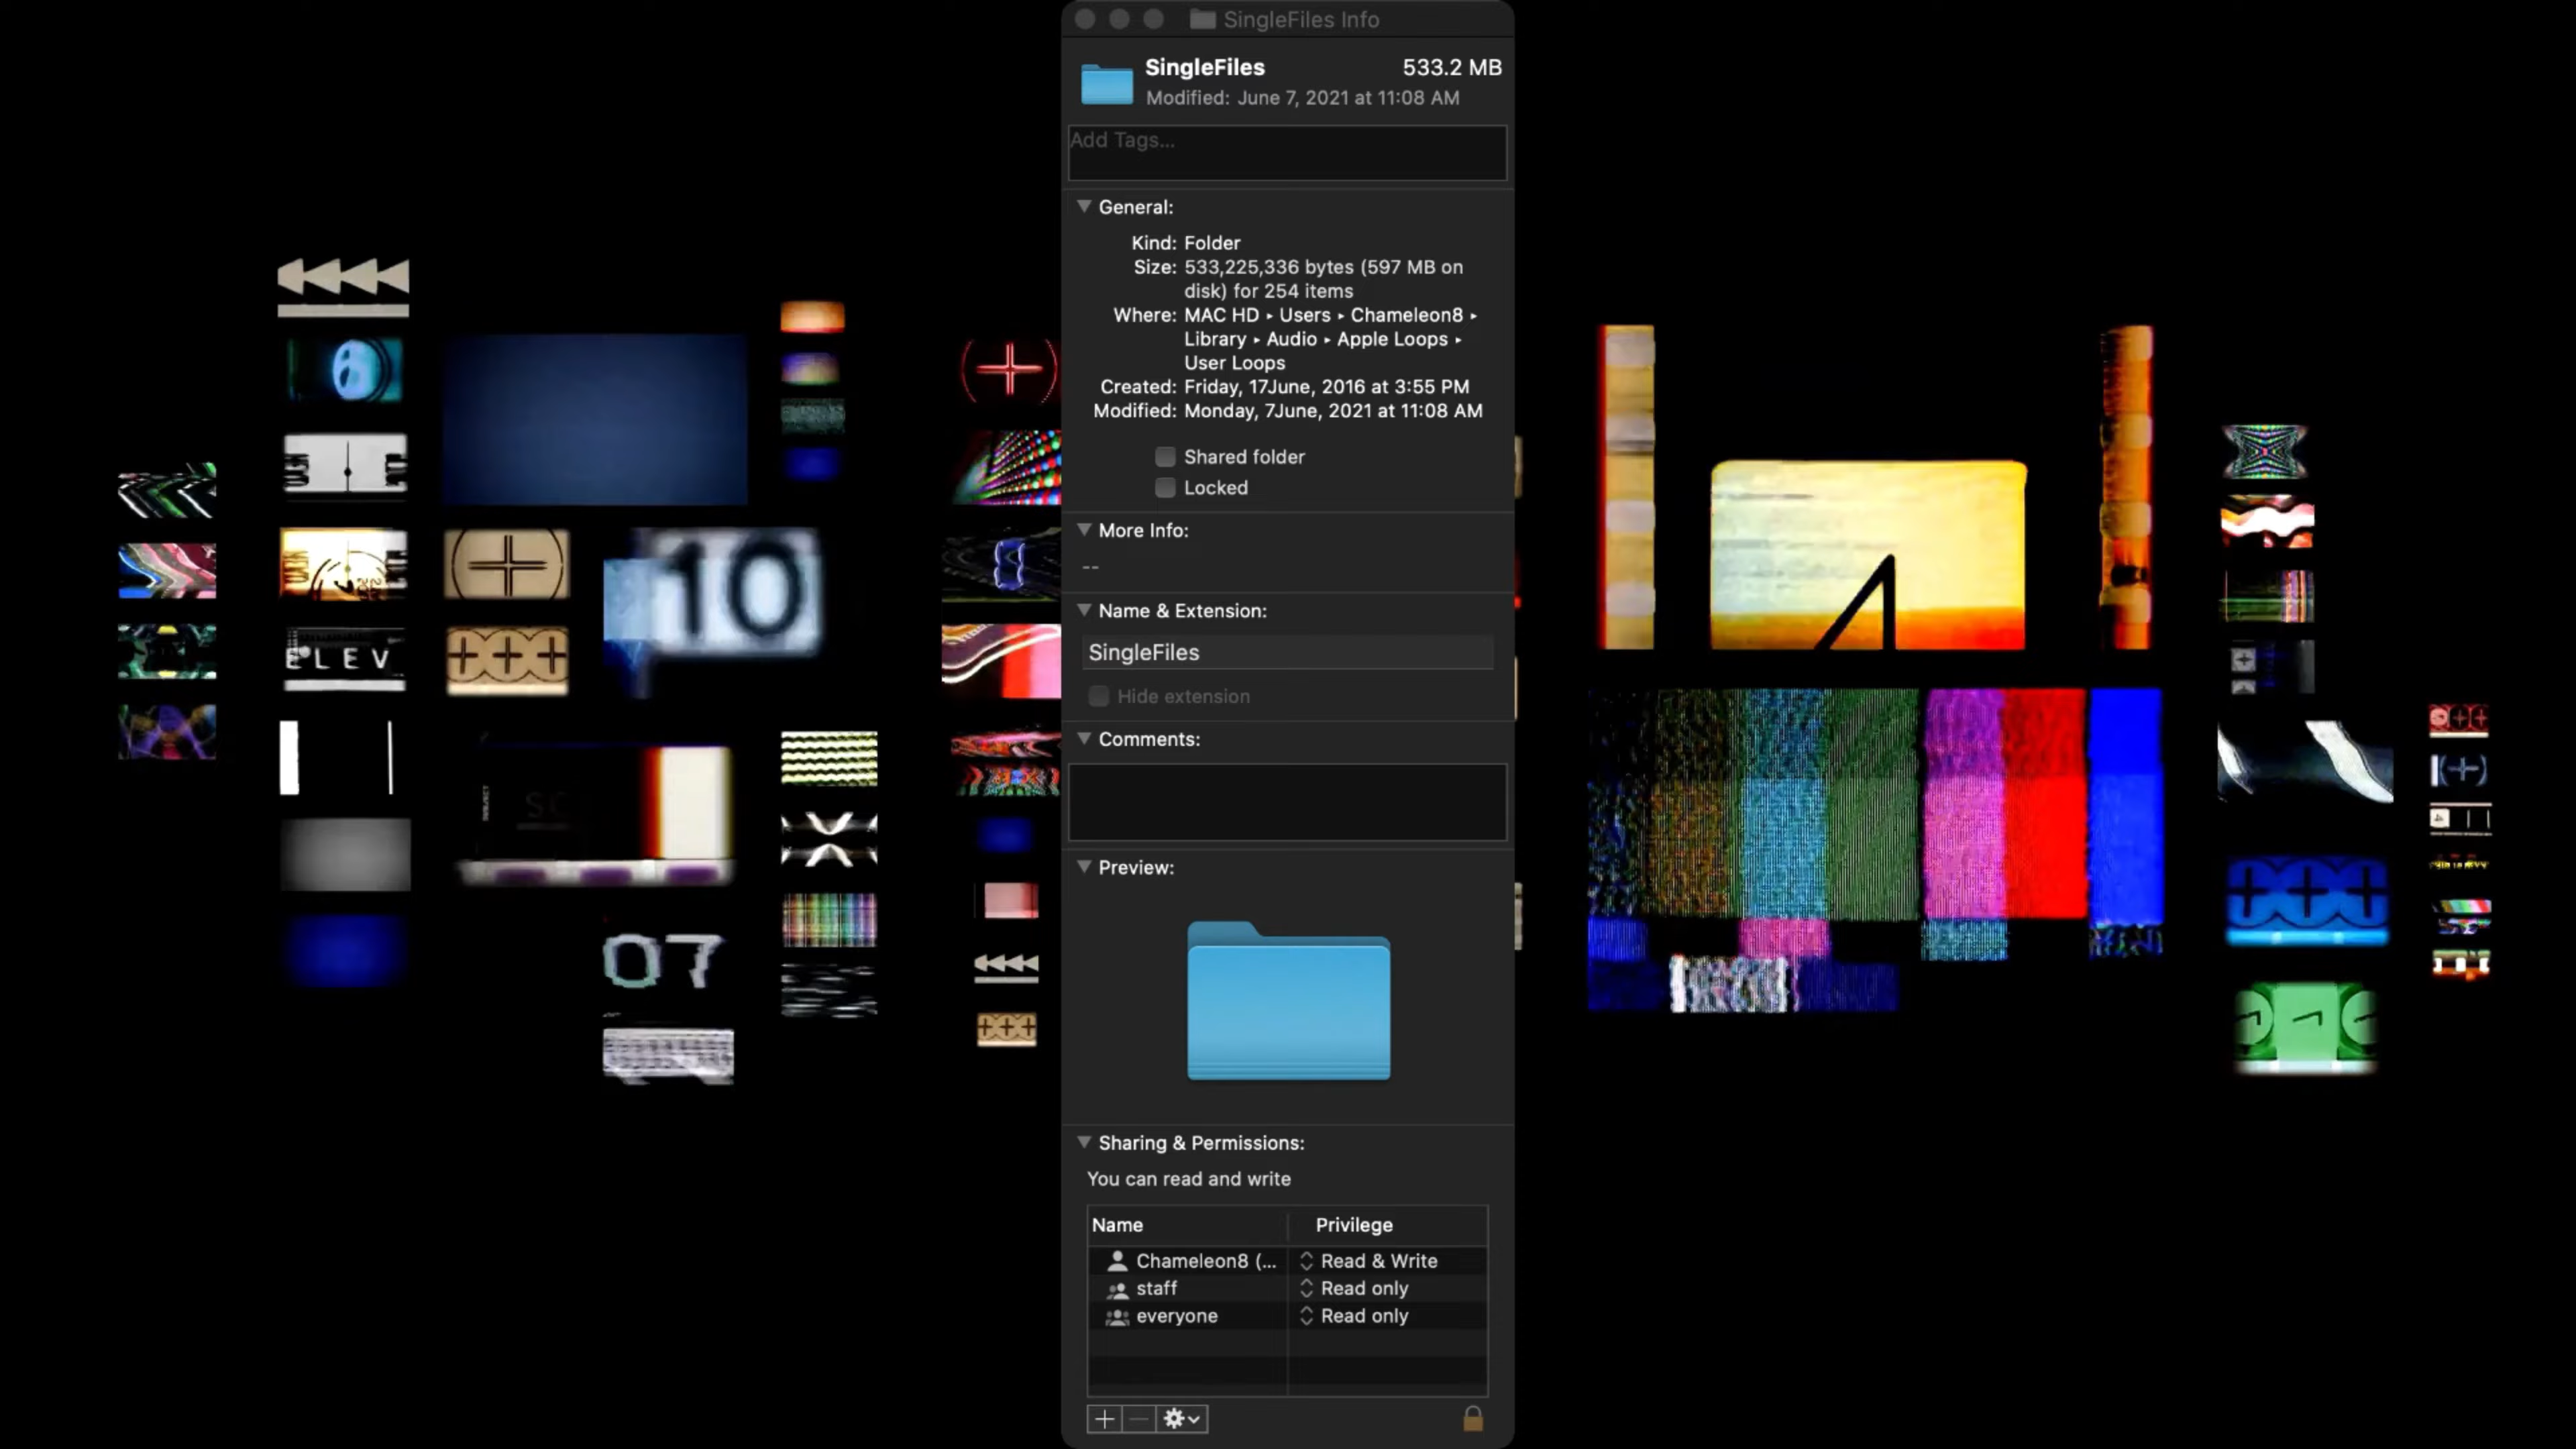 SingleFiles Info
SingleFiles 533.2 MB
Modified: June 7, 2021 at 11:08 AM
Add Tags...
General:
Kind: Folder
Size: 533,225,336 bytes (597 MB on
disk) for 254 items
Where: MAC HD ▸ Users ▸ Chameleon8 ▸
Library ▸ Audio ▸ Apple Loops ▸
User Loops
Created: Friday, 17June, 2016 at 3:55 PM
Modified: Monday, 7June, 2021 at 11:08 AM
Shared folder
Locked
More Info:
--
Name & Extension:
SingleFiles
Hide extension
Comments:
Preview:
Sharing & Permissions:
You can read and write
Name Privilege
Chameleon8 (... Read & Write
staff Read only
everyone Read only
10
ELEV
07